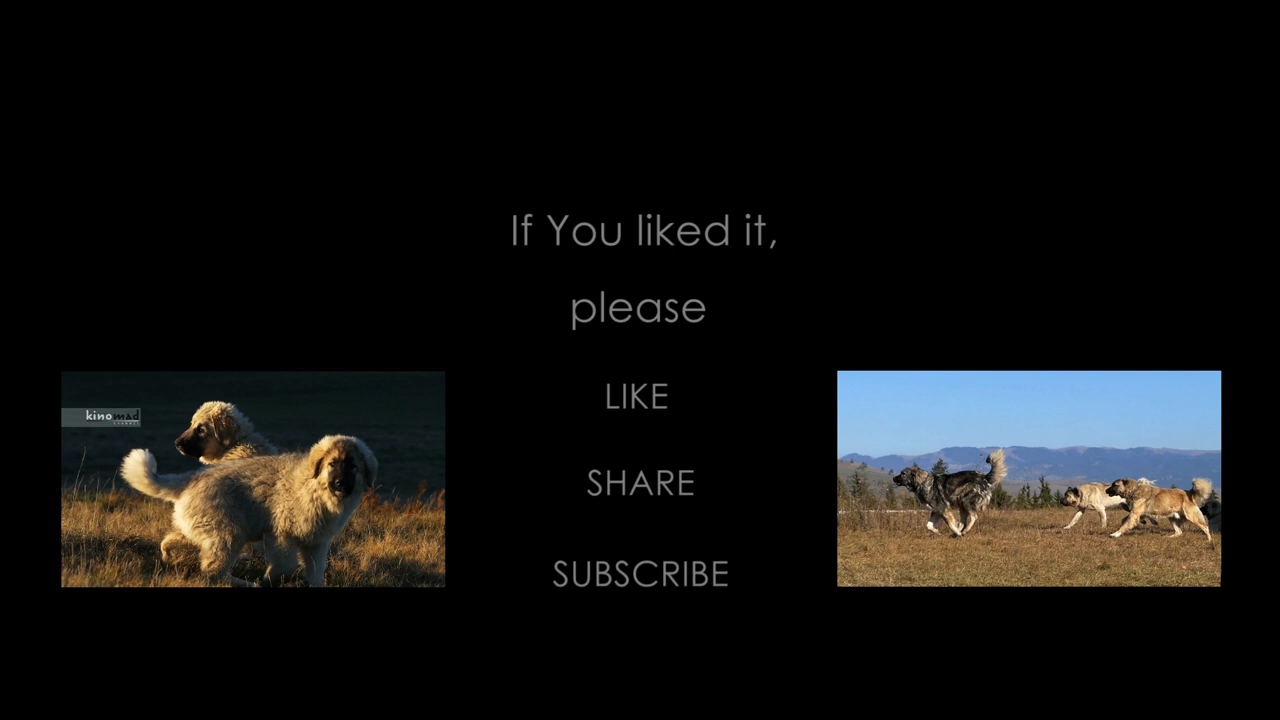 If You liked it,
please
LIKE
SHARE
SUBSCRIBE
kinomad